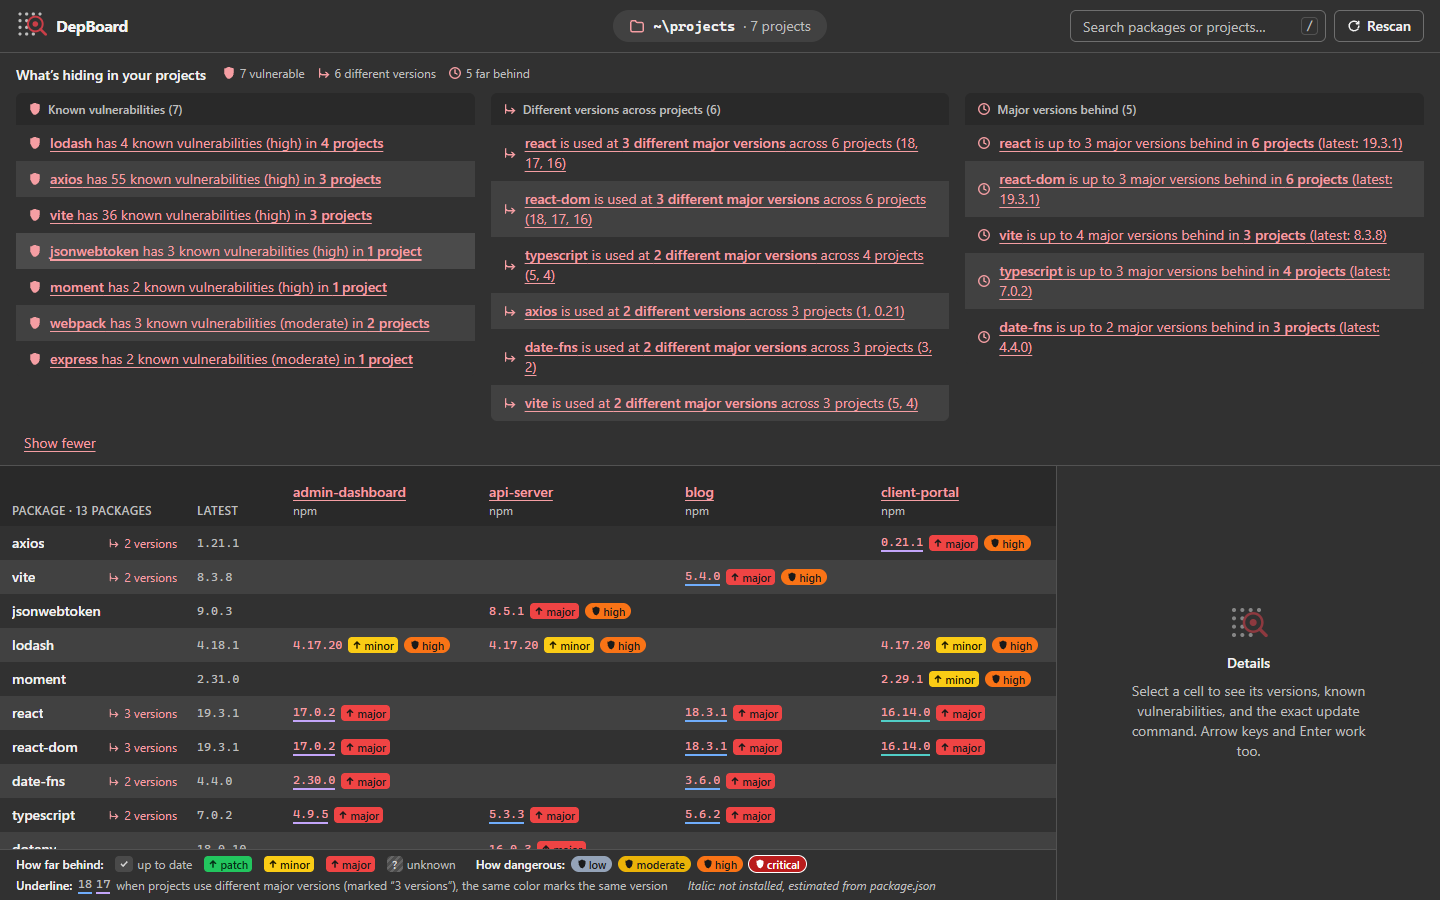 DepBoard
~\projects · 7 projects
Search packages or projects... /
Rescan
What's hiding in your projects 7 vulnerable 6 different versions 5 far behind
Known vulnerabilities (7)
lodash has 4 known vulnerabilities (high) in 4 projects
axios has 55 known vulnerabilities (high) in 3 projects
vite has 36 known vulnerabilities (high) in 3 projects
jsonwebtoken has 3 known vulnerabilities (high) in 1 project
moment has 2 known vulnerabilities (high) in 1 project
webpack has 3 known vulnerabilities (moderate) in 2 projects
express has 2 known vulnerabilities (moderate) in 1 project
Different versions across projects (6)
react is used at 3 different major versions across 6 projects (18,
17, 16)
react-dom is used at 3 different major versions across 6 projects
(18, 17, 16)
typescript is used at 2 different major versions across 4 projects
(5, 4)
axios is used at 2 different versions across 3 projects (1, 0.21)
date-fns is used at 2 different major versions across 3 projects (3,
2)
vite is used at 2 different major versions across 3 projects (5, 4)
Major versions behind (5)
react is up to 3 major versions behind in 6 projects (latest: 19.3.1)
react-dom is up to 3 major versions behind in 6 projects (latest:
19.3.1)
vite is up to 4 major versions behind in 3 projects (latest: 8.3.8)
typescript is up to 3 major versions behind in 4 projects (latest:
7.0.2)
date-fns is up to 2 major versions behind in 3 projects (latest:
4.4.0)
Show fewer
PACKAGE · 13 PACKAGES LATEST admin-dashboard api-server blog client-portal
npm npm npm npm
axios 2 versions 1.21.1 0.21.1 major high
vite 2 versions 8.3.8 5.4.0 major high
jsonwebtoken 9.0.3 8.5.1 major high
lodash 4.18.1 4.17.20 minor high 4.17.20 minor high 4.17.20 minor high
moment 2.31.0 2.29.1 minor high
react 3 versions 19.3.1 17.0.2 major 18.3.1 major 16.14.0 major
react-dom 3 versions 19.3.1 17.0.2 major 18.3.1 major 16.14.0 major
date-fns 2 versions 4.4.0 2.30.0 major 3.6.0 major
typescript 2 versions 7.0.2 4.9.5 major 5.3.3 major 5.6.2 major
Details
Select a cell to see its versions, known
vulnerabilities, and the exact update
command. Arrow keys and Enter work
too.
How far behind: up to date patch minor major ? unknown How dangerous: low moderate high critical
Underline: 18 17 when projects use different major versions (marked “3 versions”), the same color marks the same version Italic: not installed, estimated from package.json